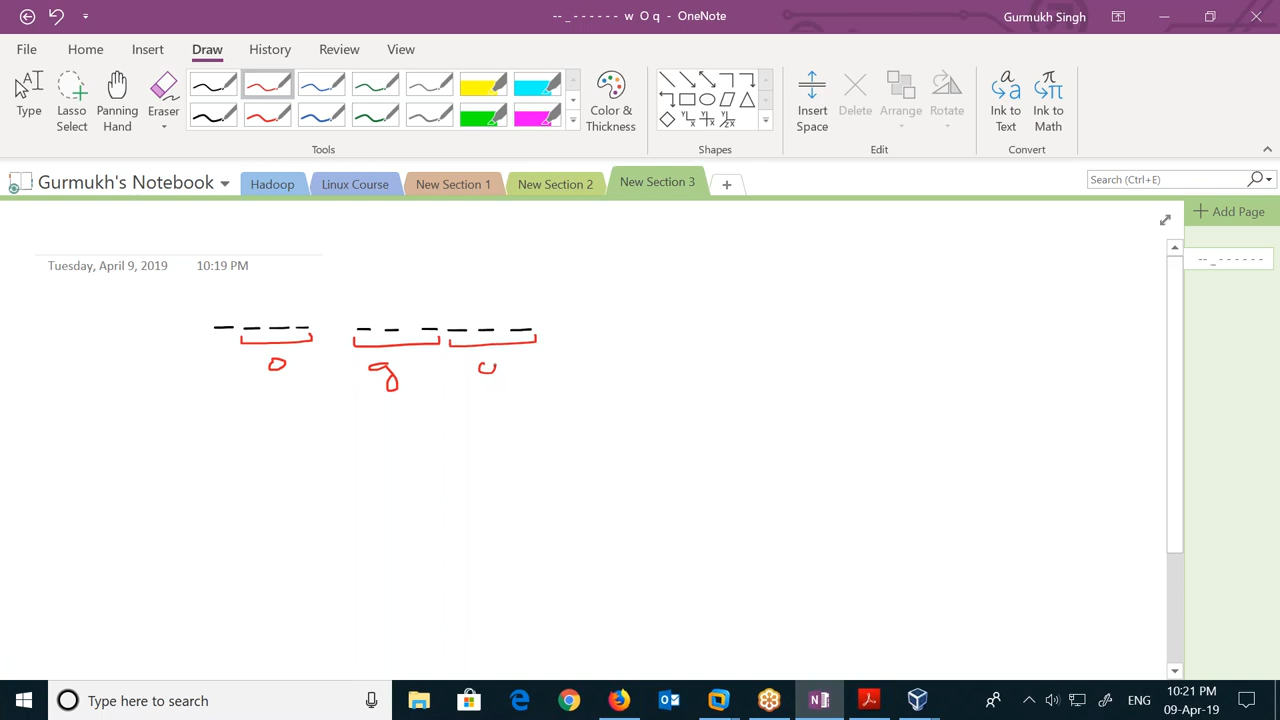 -- _ - - - - - -  w  O q  -  OneNote
Gurmukh Singh
File Home Insert Draw History Review View
Type
Lasso Select
Panning Hand
Eraser
Color & Thickness
Insert Space
Delete
Arrange
Rotate
Ink to Text
Ink to Math
Tools
Shapes
Edit
Convert
Gurmukh's Notebook
Hadoop
Linux Course
New Section 1
New Section 2
New Section 3
Search (Ctrl+E)
Add Page
-- _ - - - - - -
Tuesday, April 9, 2019 10:19 PM
_ _ _ _ _ _ _ _ _ _
o g
Type here to search
ENG
10:21 PM
09-Apr-19